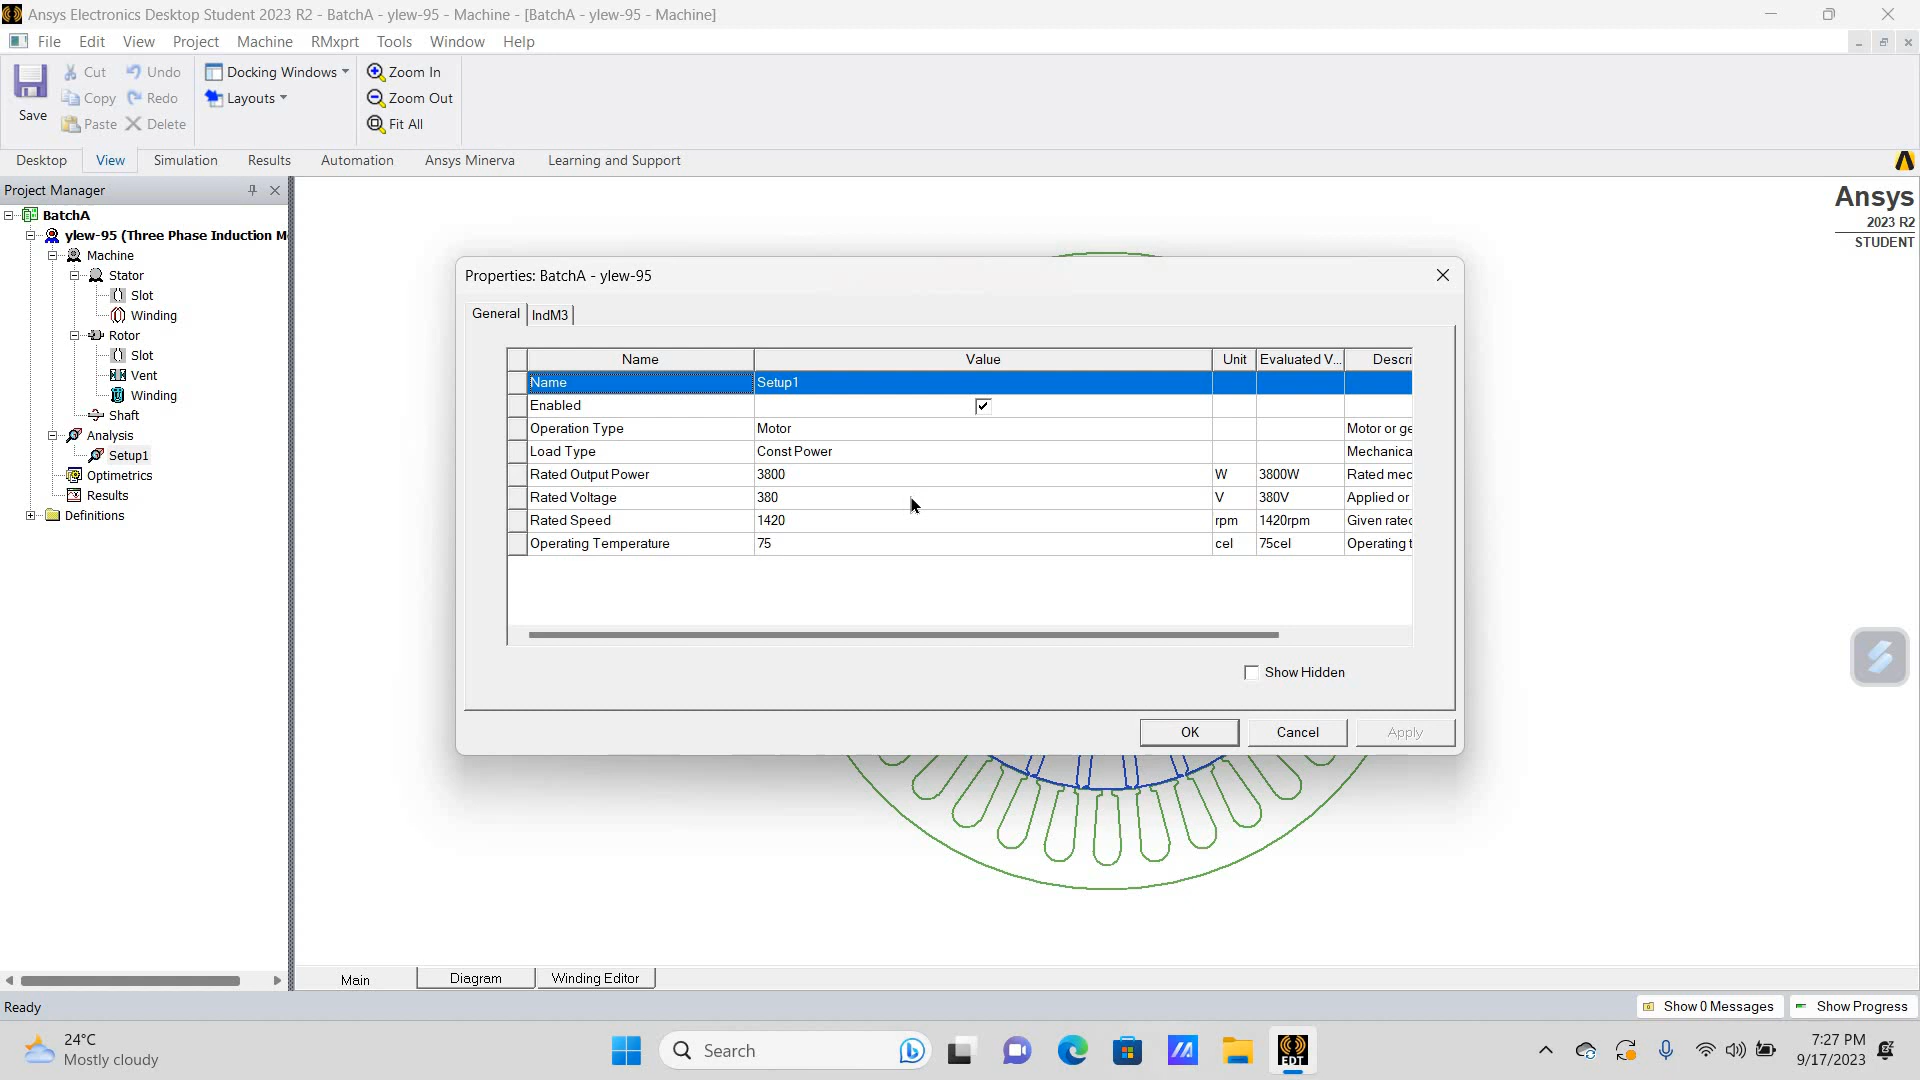 Ansys Electronics Desktop Student 2023 R2 - BatchA - ylew-95 - Machine - [BatchA - ylew-95 - Machine]
File Edit View Project Machine RMxprt Tools Window Help
Save
Cut Undo
Copy Redo
Paste Delete
Docking Windows
Layouts
Zoom In
Zoom Out
Fit All
Desktop View Simulation Results Automation Ansys Minerva Learning and Support
Project Manager
BatchA
ylew-95 (Three Phase Induction M
Machine
Stator
Slot
Winding
Rotor
Slot
Vent
Winding
Shaft
Analysis
Setup1
Optimetrics
Results
Definitions
Ansys
2023 R2
STUDENT
Properties: BatchA - ylew-95
General IndM3
Name Value Unit Evaluated V... Descri
Name Setup1
Enabled
Operation Type Motor Motor or ge
Load Type Const Power Mechanica
Rated Output Power 3800 W 3800W Rated mec
Rated Voltage 380 V 380V Applied or
Rated Speed 1420 rpm 1420rpm Given rated
Operating Temperature 75 cel 75cel Operating t
Show Hidden
OK Cancel Apply
Main Diagram Winding Editor
Ready
Show 0 Messages Show Progress
24°C
Mostly cloudy
Search
EDT
7:27 PM
9/17/2023